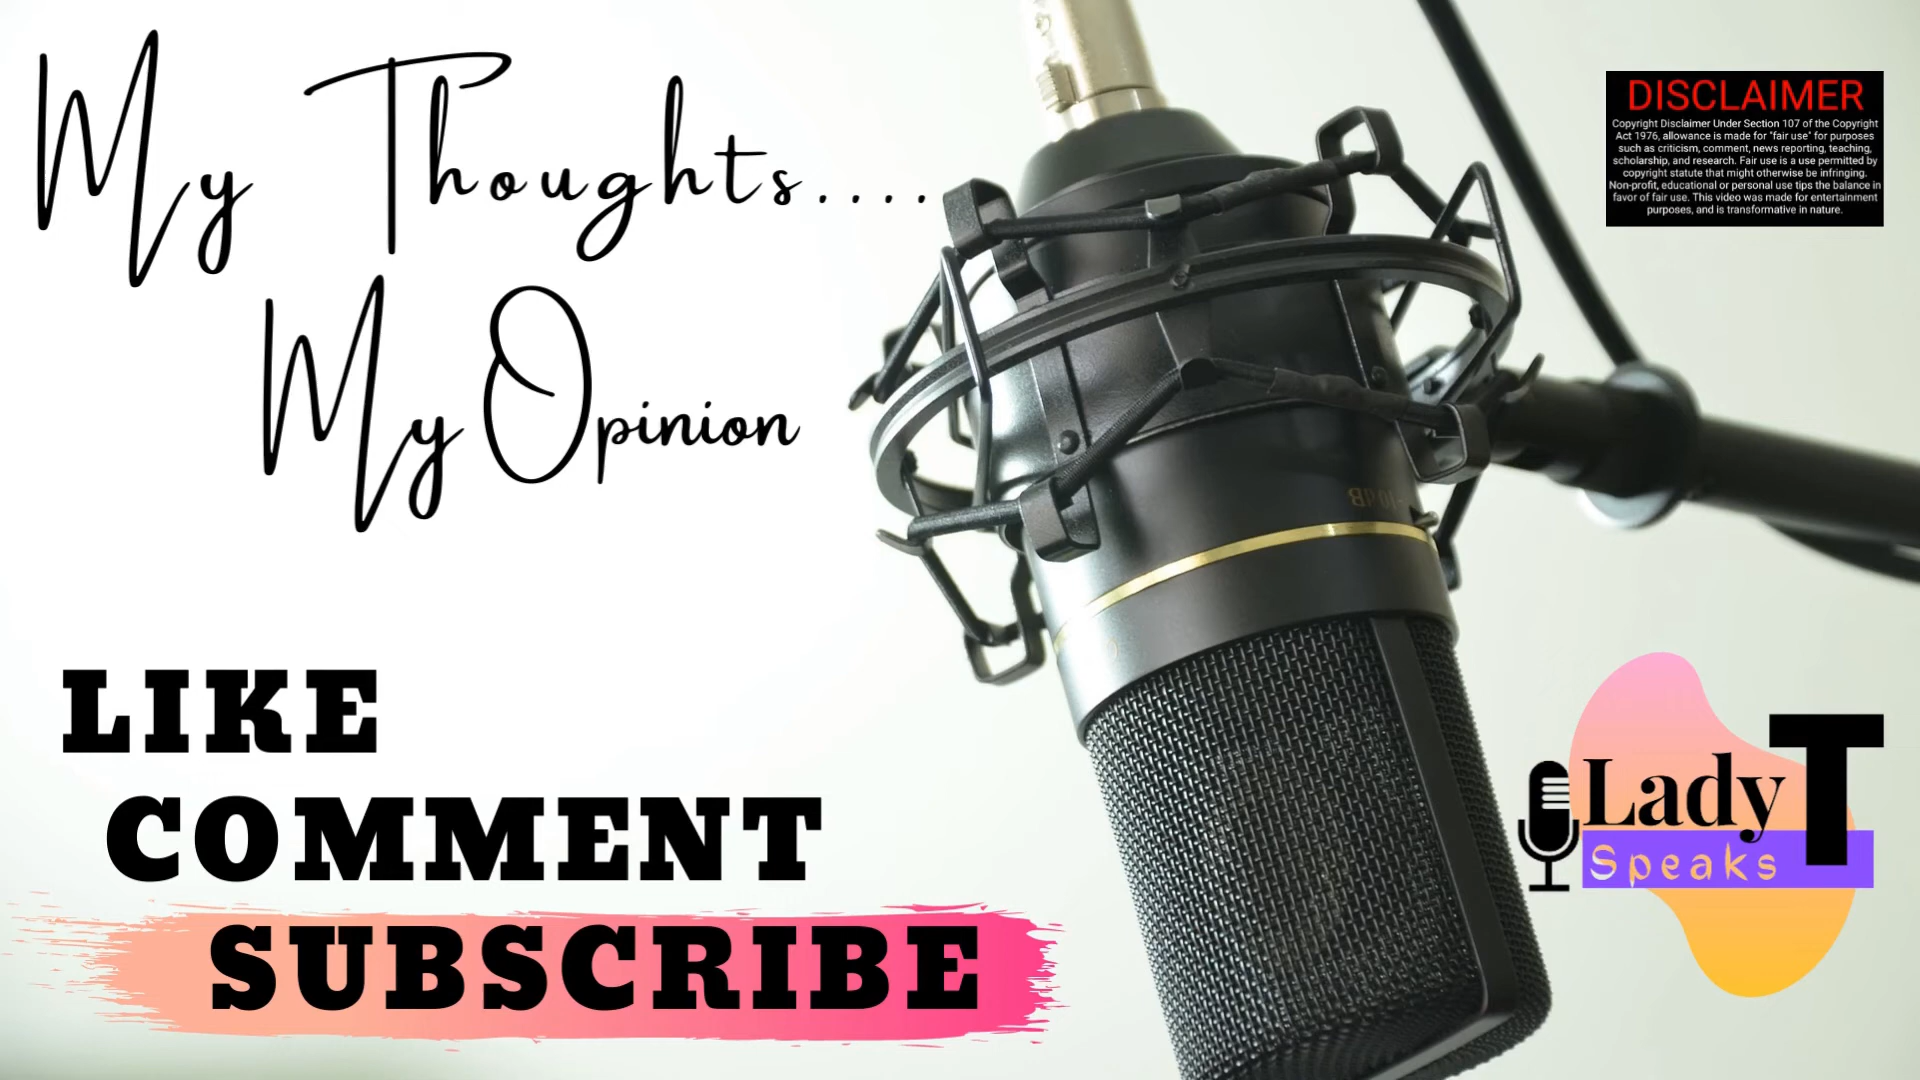 My Thoughts....
My Opinion
LIKE
COMMENT
SUBSCRIBE
DISCLAIMER
Copyright Disclaimer Under Section 107 of the Copyright
Act 1976, allowance is made for "fair use" for purposes
such as criticism, comment, news reporting, teaching,
scholarship, and research. Fair use is a use permitted by
copyright statute that might otherwise be infringing.
Non-profit, educational or personal use tips the balance in
favor of fair use. This video was made for entertainment
purposes, and is transformative in nature.
Lady T
Speaks